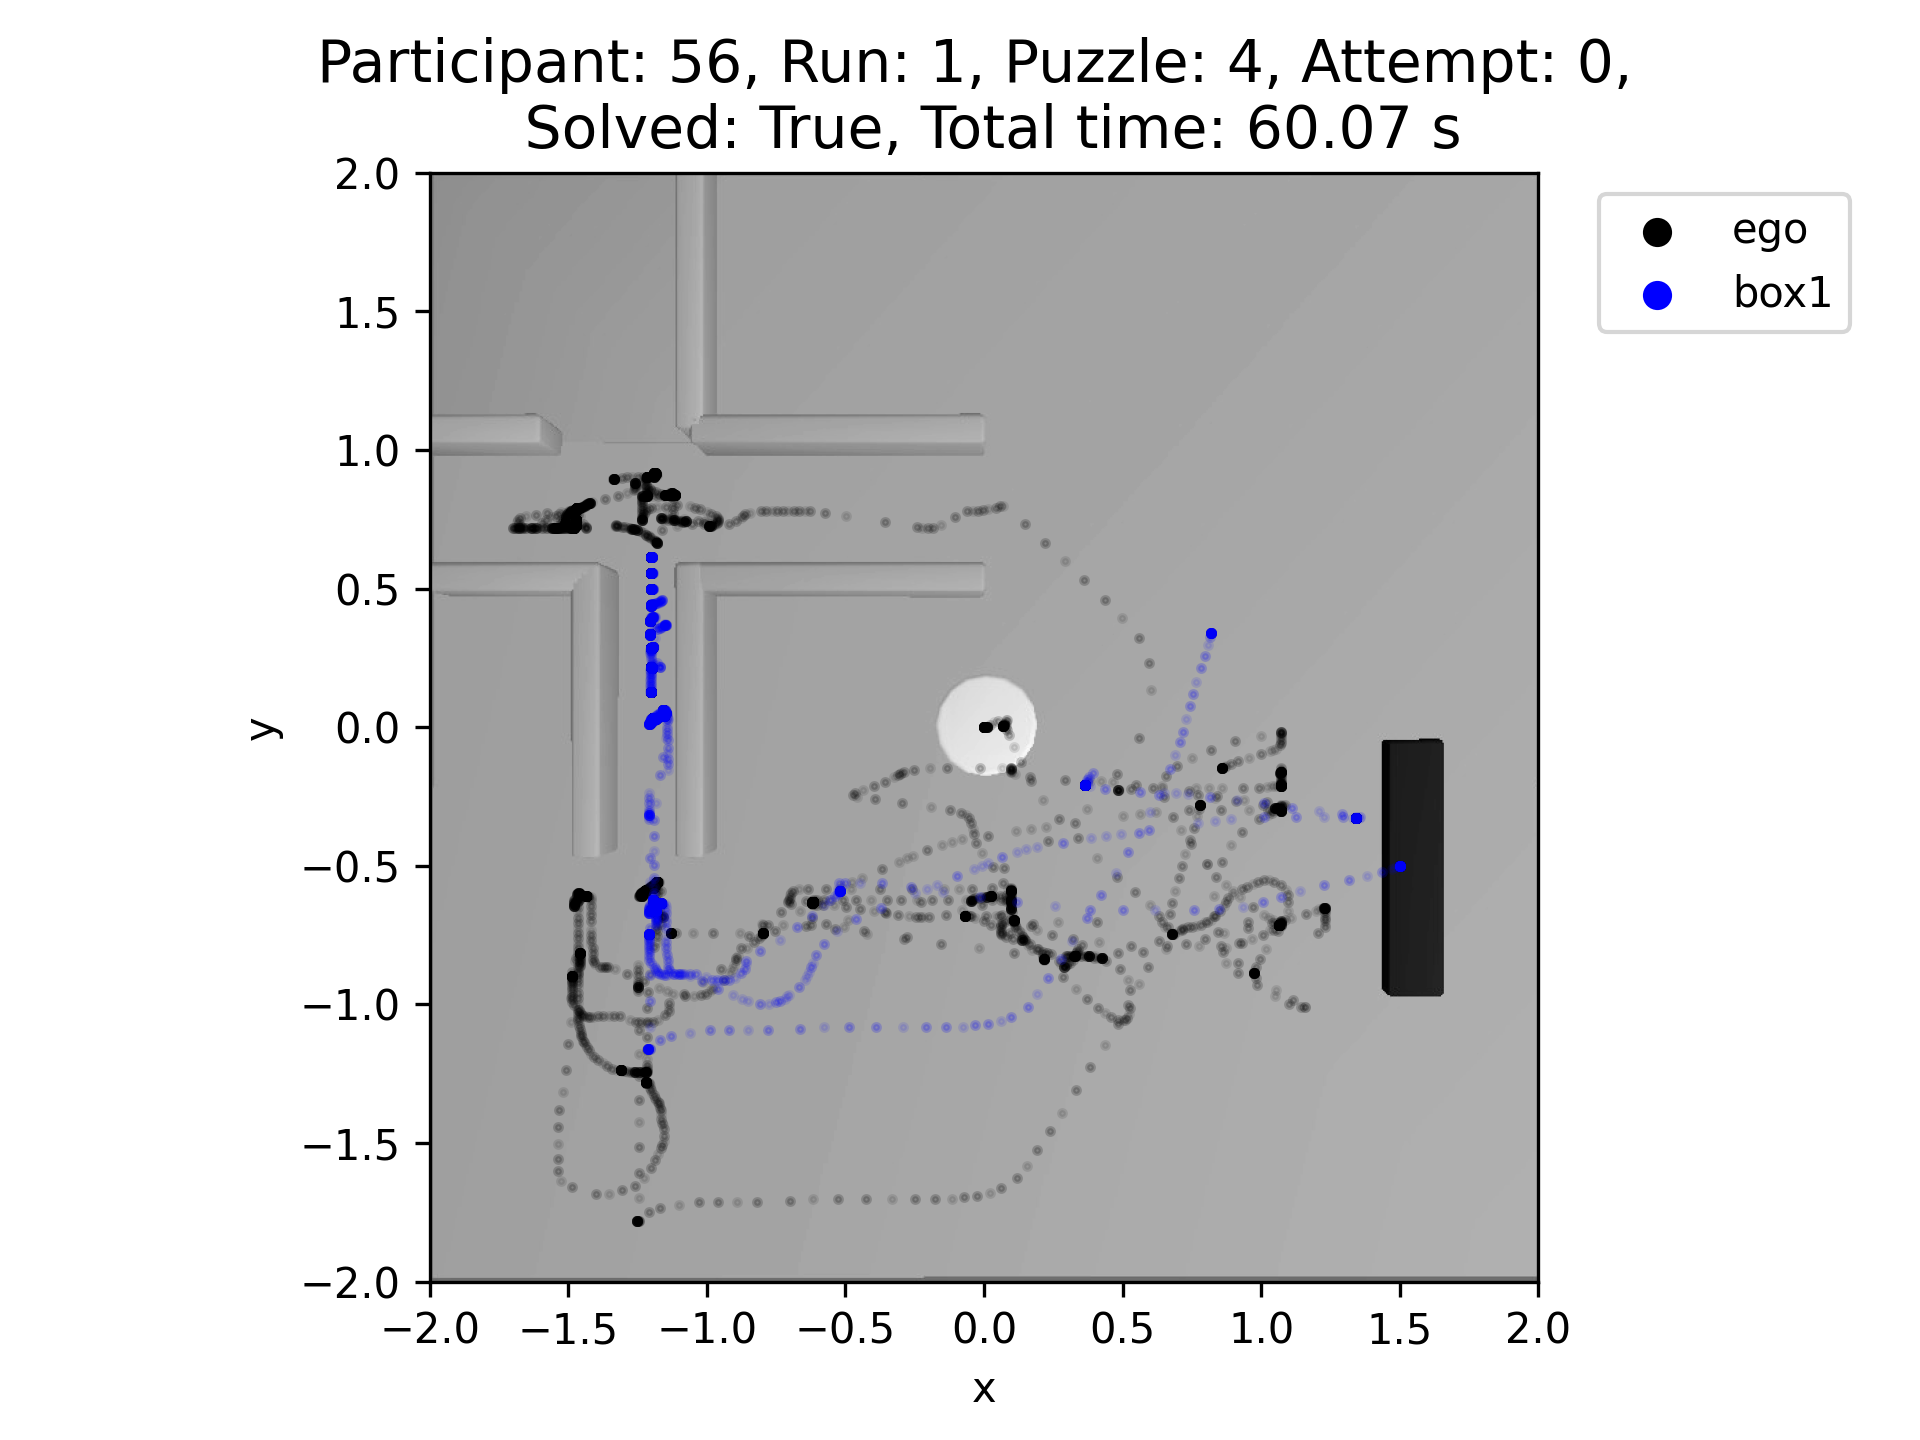 Participant: 56, Run: 1, Puzzle: 4, Attempt: 0,
Solved: True, Total time: 60.07 s
ego
box1
2.0
1.5
1.0
0.5
0.0
−0.5
−1.0
−1.5
−2.0
y
−2.0 −1.5 −1.0 −0.5 0.0 0.5 1.0 1.5 2.0
x